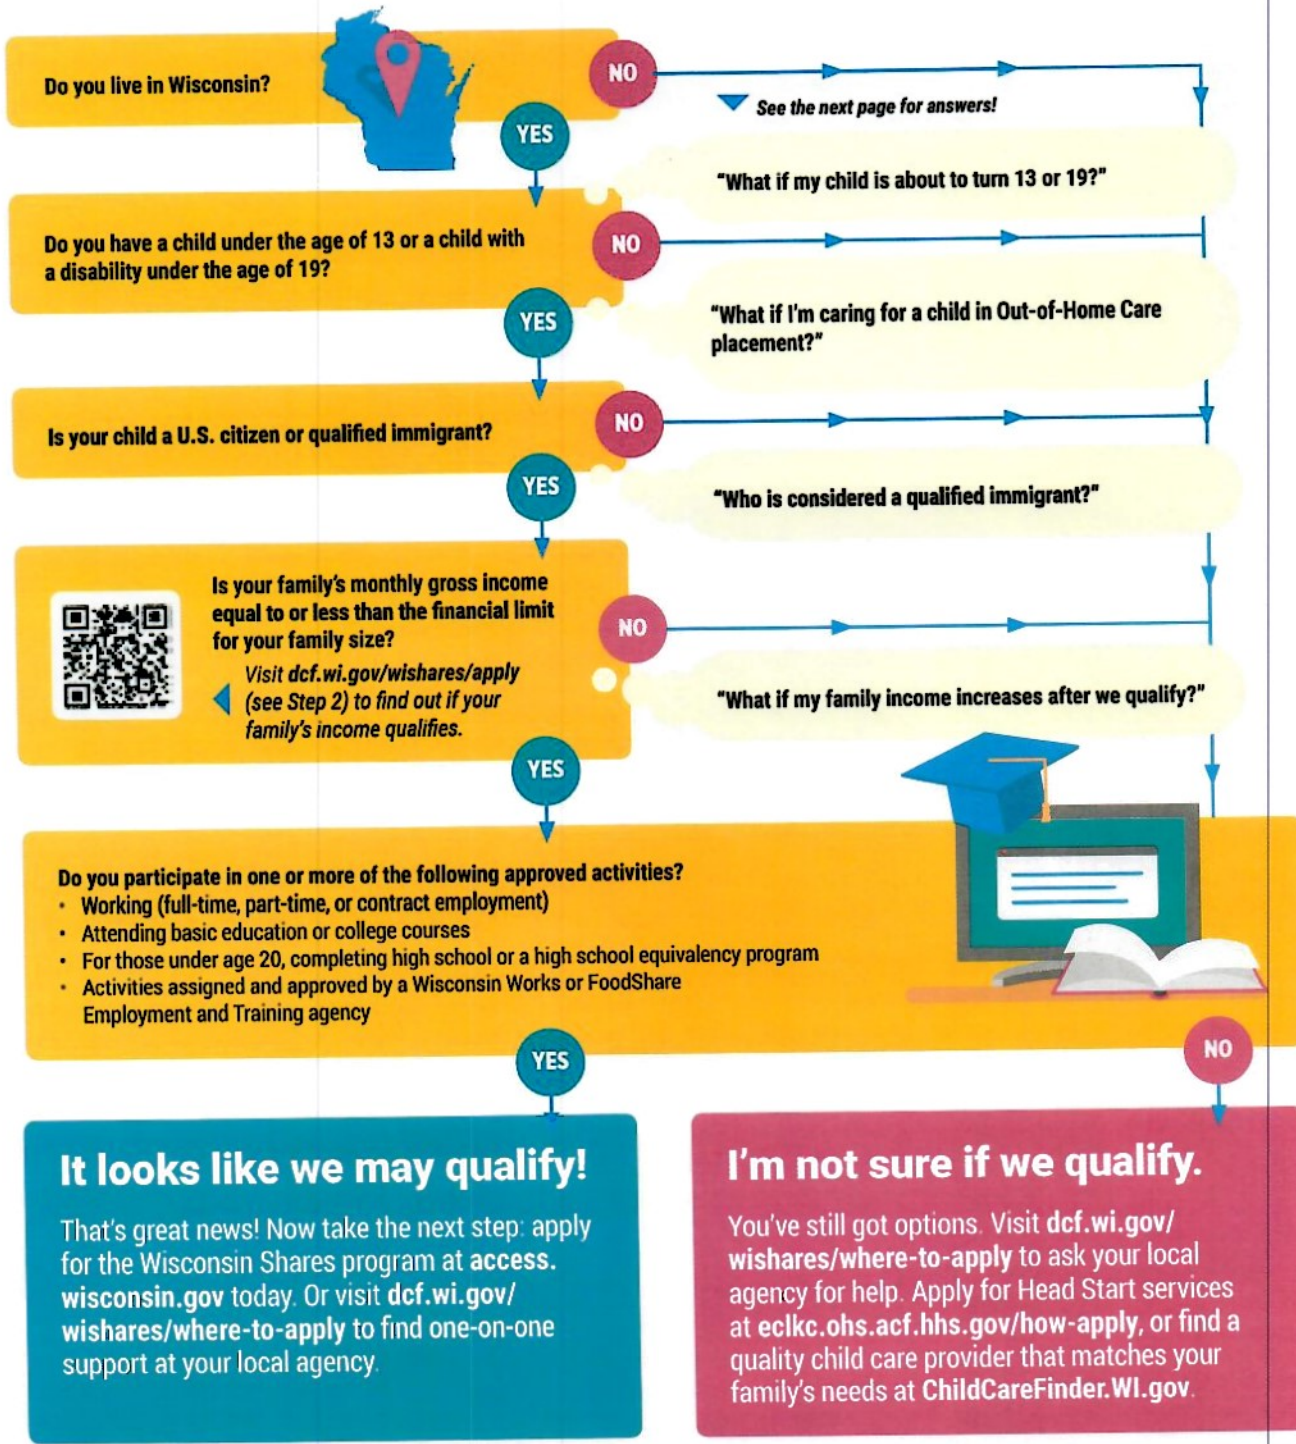 Do you live in Wisconsin?
NO
See the next page for answers!
YES
"What if my child is about to turn 13 or 19?"
Do you have a child under the age of 13 or a child with
a disability under the age of 19?
NO
YES
"What if I'm caring for a child in Out-of-Home Care
placement?"
Is your child a U.S. citizen or qualified immigrant?
NO
YES
"Who is considered a qualified immigrant?"
Is your family's monthly gross income
equal to or less than the financial limit
for your family size?
Visit dcf.wi.gov/wishares/apply
(see Step 2) to find out if your
family's income qualifies.
NO
"What if my family income increases after we qualify?"
YES
Do you participate in one or more of the following approved activities?
• Working (full-time, part-time, or contract employment)
• Attending basic education or college courses
• For those under age 20, completing high school or a high school equivalency program
• Activities assigned and approved by a Wisconsin Works or FoodShare
Employment and Training agency
YES
NO
It looks like we may qualify!
That's great news! Now take the next step: apply
for the Wisconsin Shares program at access.
wisconsin.gov today. Or visit dcf.wi.gov/
wishares/where-to-apply to find one-on-one
support at your local agency.
I'm not sure if we qualify.
You've still got options. Visit dcf.wi.gov/
wishares/where-to-apply to ask your local
agency for help. Apply for Head Start services
at eclkc.ohs.acf.hhs.gov/how-apply, or find a
quality child care provider that matches your
family's needs at ChildCareFinder.WI.gov.